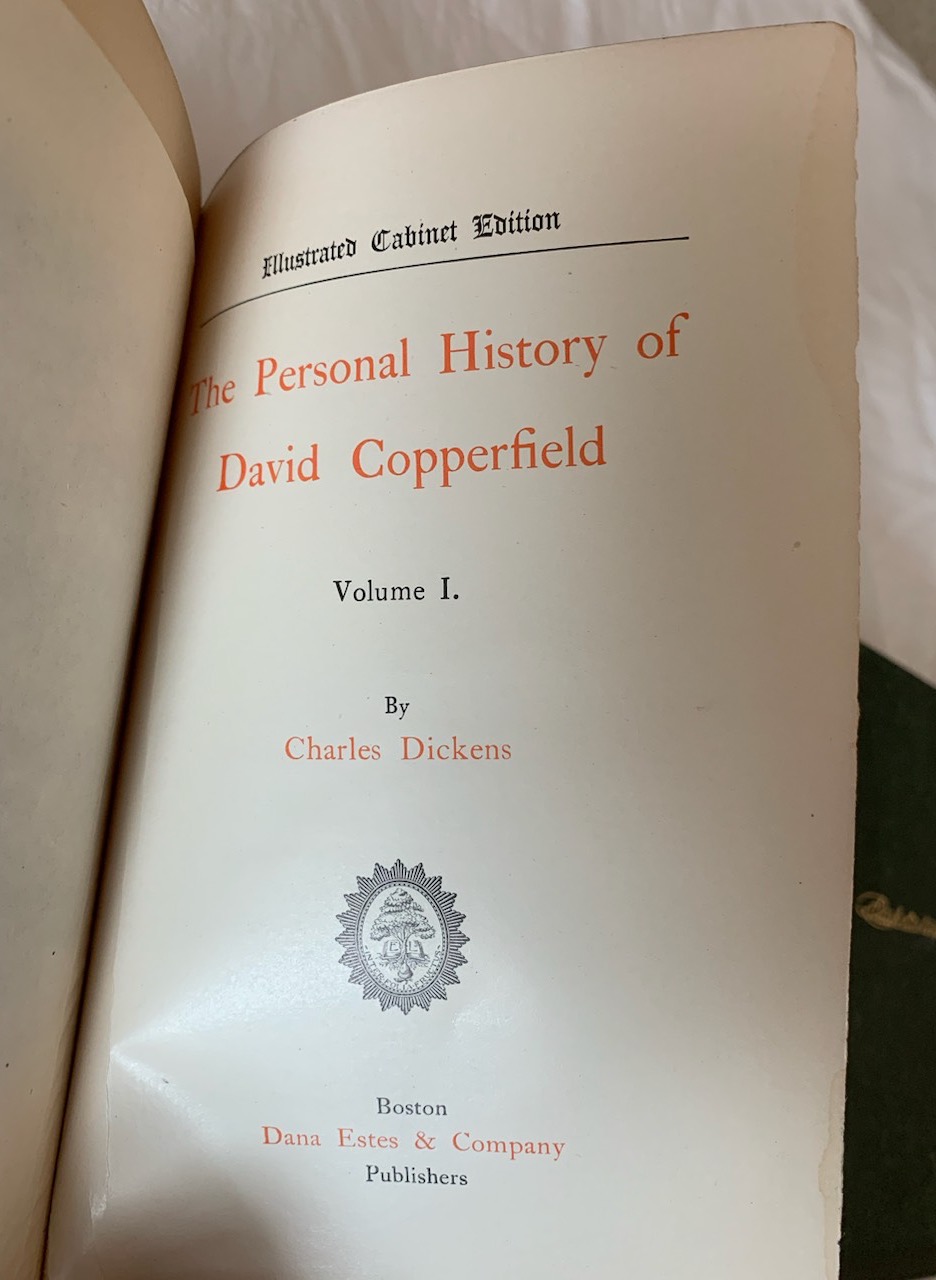 Illustrated Cabinet Edition
The Personal History of
David Copperfield
Volume I.
By
Charles Dickens
Boston
Dana Estes & Company
Publishers